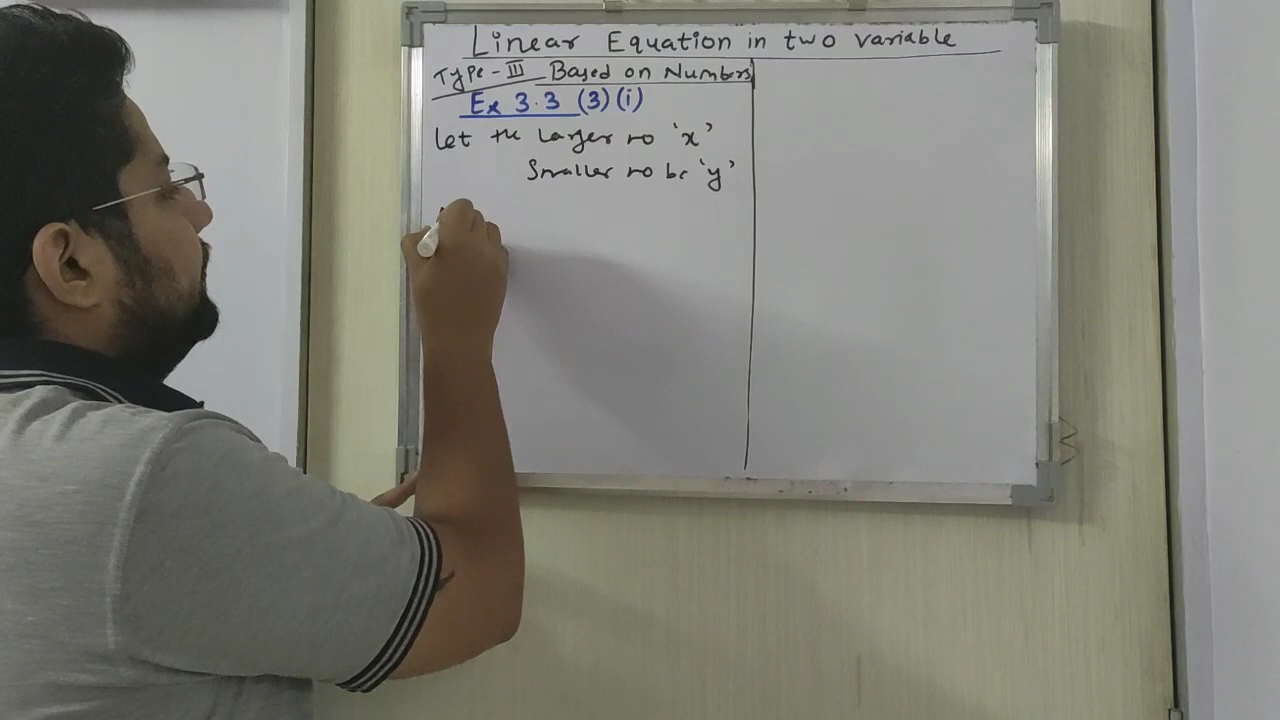 Linear Equation in two variable
Type - III Based on Numbers
Ex 3.3 (3) (i)
Let the Larger no 'x'
Smaller no be 'y'